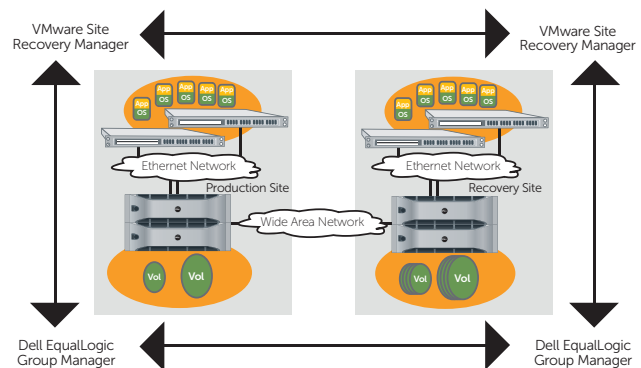 VMware Site
Recovery Manager
VMware Site
Recovery Manager
App
OS
App
OS
App
OS
App
OS
App
OS
App
OS
App
OS
App
OS
App
OS
App
OS
Ethernet Network
Ethernet Network
Production Site
Recovery Site
Wide Area Network
Vol
Vol
Vol
Vol
Dell EqualLogic
Group Manager
Dell EqualLogic
Group Manager